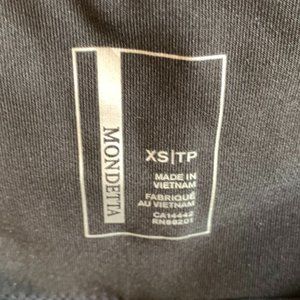 MONDETTA
XS|TP
MADE IN
VIETNAM
FABRIQUÉ
AU VIETNAM
CA14442
RN88201